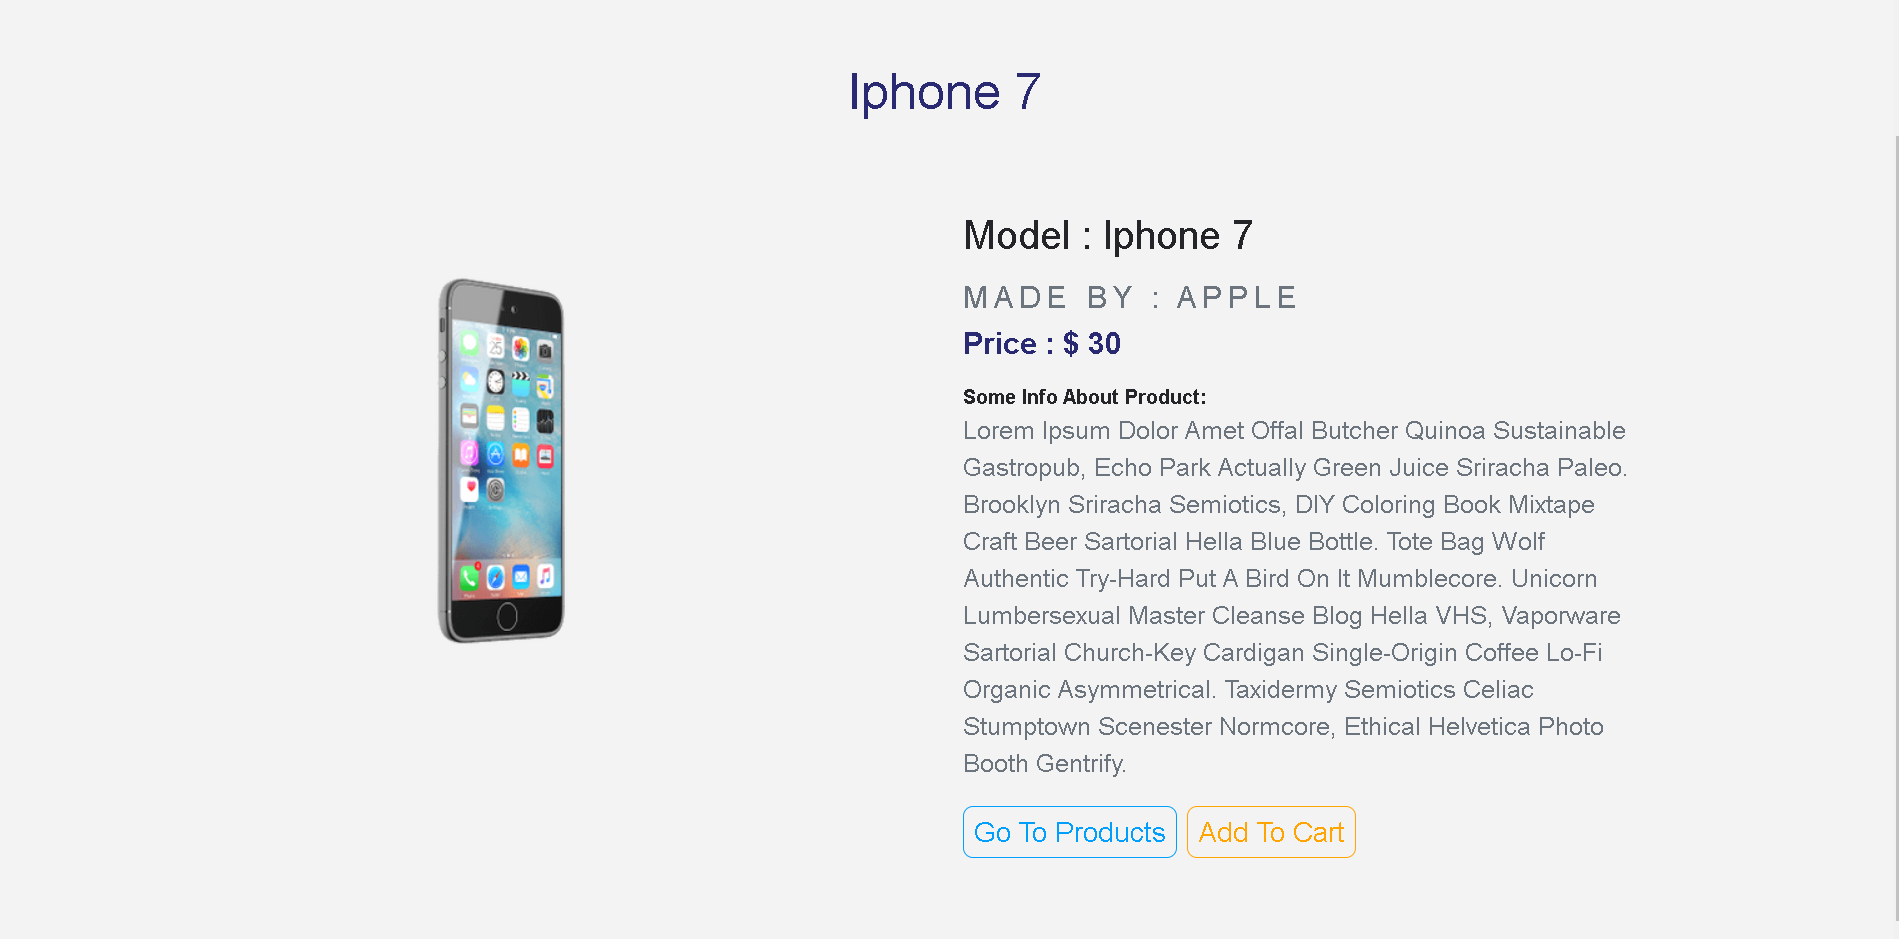 Iphone 7
Model : Iphone 7
MADE BY : APPLE
Price : $ 30
Some Info About Product:
Lorem Ipsum Dolor Amet Offal Butcher Quinoa Sustainable
Gastropub, Echo Park Actually Green Juice Sriracha Paleo.
Brooklyn Sriracha Semiotics, DIY Coloring Book Mixtape
Craft Beer Sartorial Hella Blue Bottle. Tote Bag Wolf
Authentic Try-Hard Put A Bird On It Mumblecore. Unicorn
Lumbersexual Master Cleanse Blog Hella VHS, Vaporware
Sartorial Church-Key Cardigan Single-Origin Coffee Lo-Fi
Organic Asymmetrical. Taxidermy Semiotics Celiac
Stumptown Scenester Normcore, Ethical Helvetica Photo
Booth Gentrify.
Go To Products
Add To Cart
25